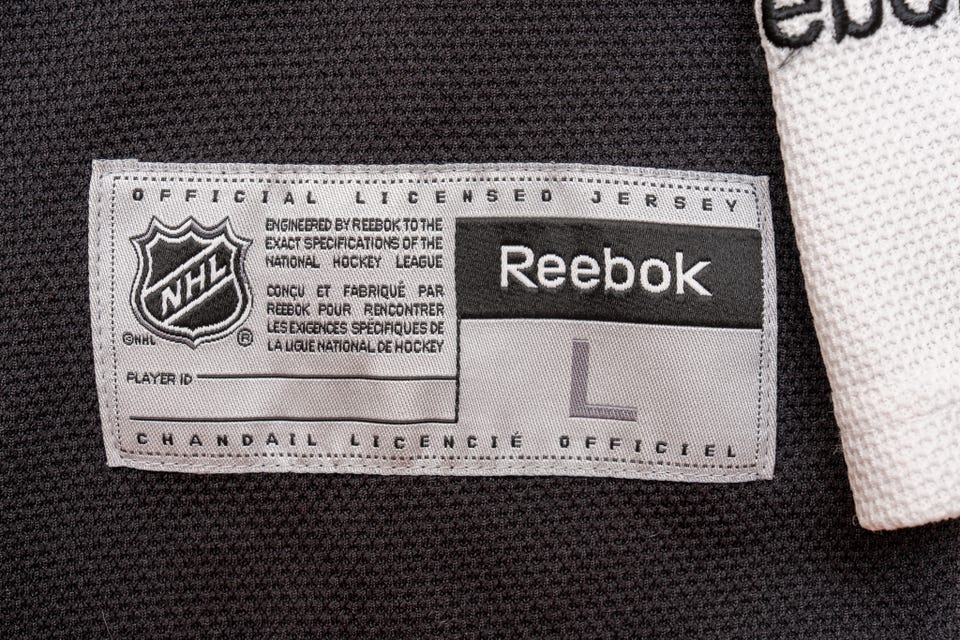 ebo
OFFICIAL LICENSED JERSEY
NHL
©NHL ®
ENGINEERED BY REEBOK TO THE
EXACT SPECIFICATIONS OF THE
NATIONAL HOCKEY LEAGUE
CONÇU ET FABRIQUÉ PAR
REEBOK POUR RENCONTRER
LES EXIGENCES SPÉCIFIQUES DE
LA LIGUE NATIONAL DE HOCKEY
Reebok
L
PLAYER ID
CHANDAIL LICENCIÉ OFFICIEL